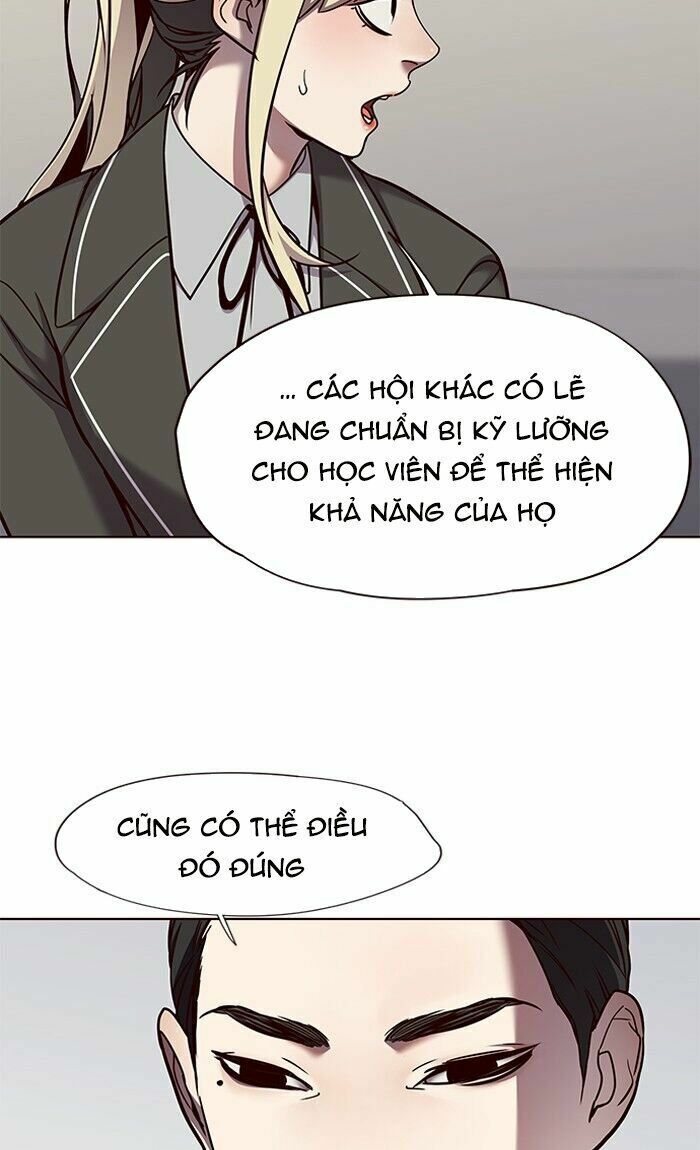 ... CÁC HỘI KHÁC CÓ LẼ
ĐANG CHUẨN BỊ KỸ LƯỠNG
CHO HỌC VIÊN ĐỂ THỂ HIỆN
KHẢ NĂNG CỦA HỌ
CŨNG CÓ THỂ ĐIỀU
ĐÓ ĐÚNG